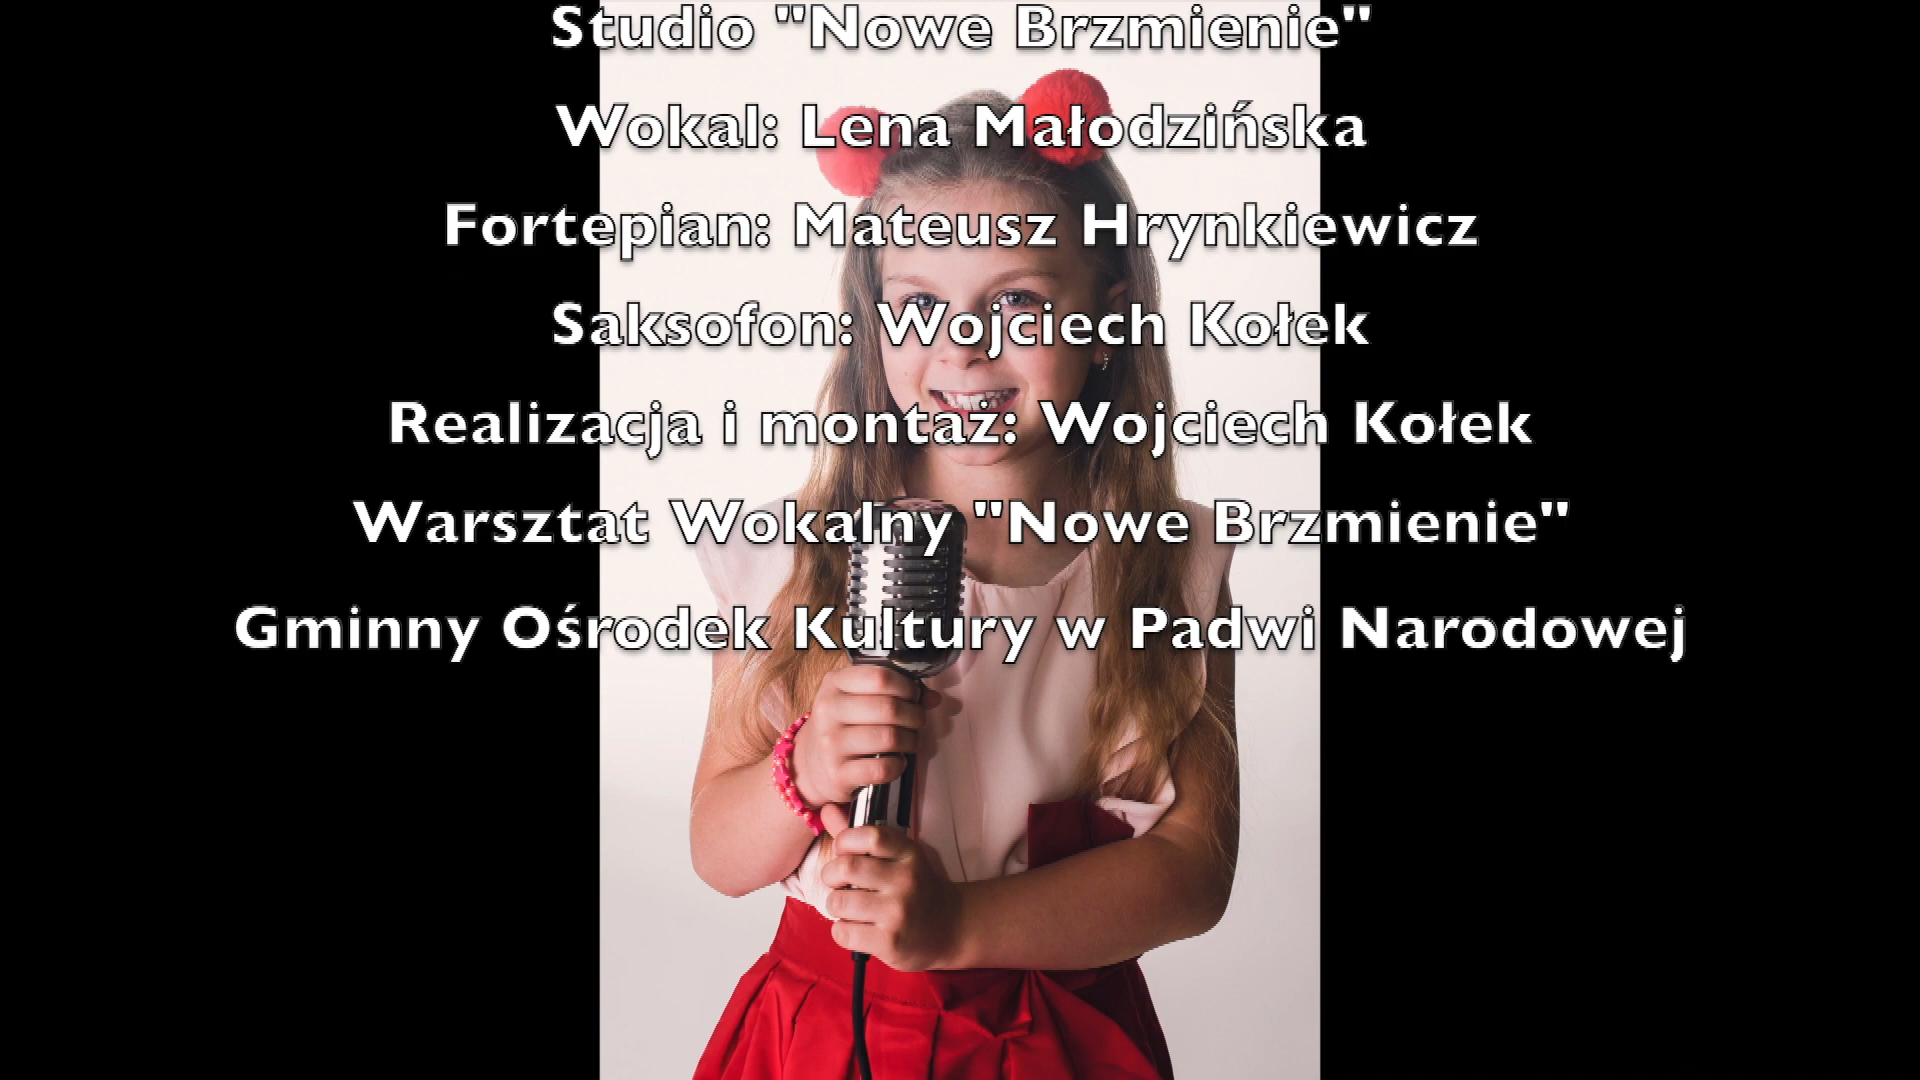 Studio "Nowe Brzmienie"
Wokal: Lena Małodzińska
Fortepian: Mateusz Hrynkiewicz
Saksofon: Wojciech Kołek
Realizacja i montaż: Wojciech Kołek
Warsztat Wokalny "Nowe Brzmienie"
Gminny Ośrodek Kultury w Padwi Narodowej